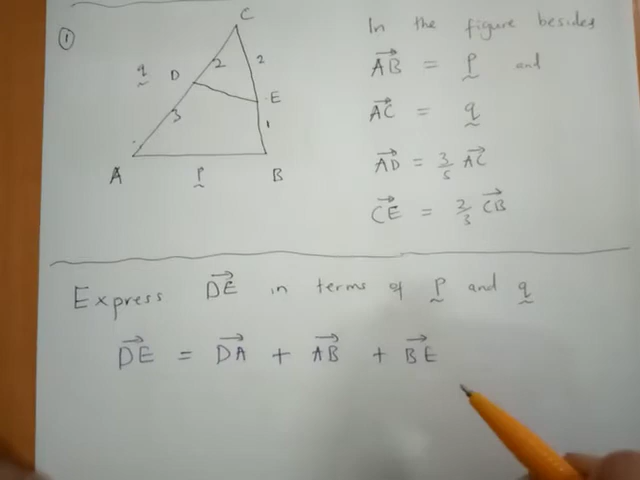 ①
C
q 2 2
D
E
3 1
A p B
In the figure besides
→AB = p and
→AC = q
→AD = 3/5 →AC
→CE = 2/3 →CB
Express →DE in terms of p and q
→DE = →DA + →AB + →BE